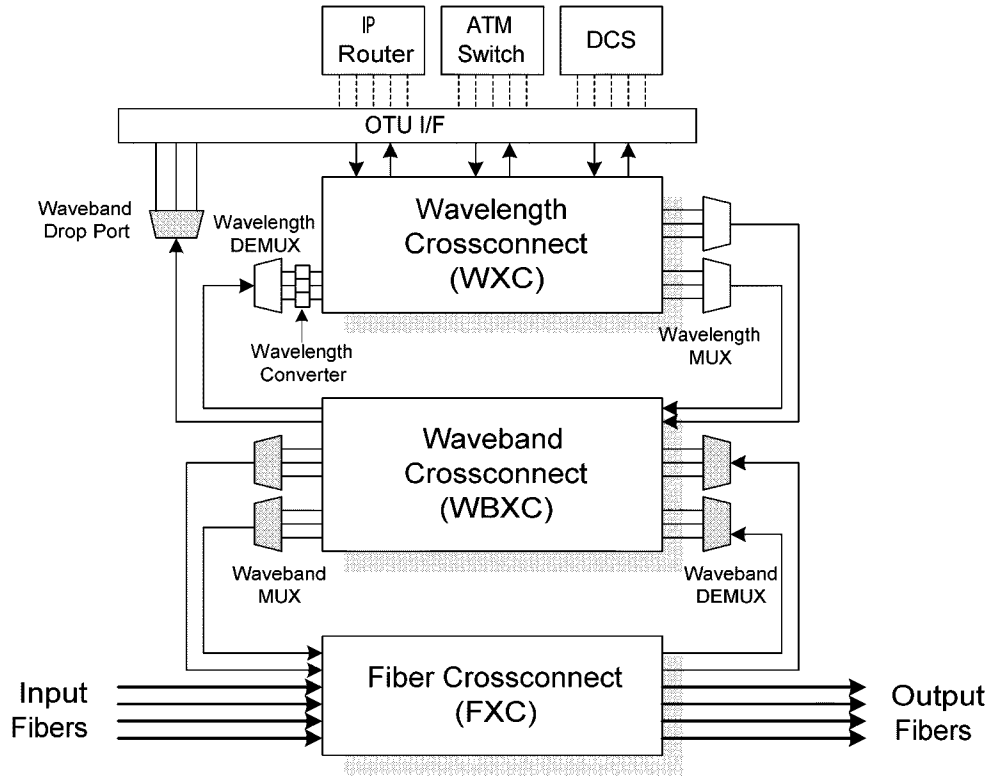 IP
Router
ATM
Switch
DCS
OTU I/F
Waveband
Drop Port
Wavelength
DEMUX
Wavelength
Crossconnect
(WXC)
Wavelength
Converter
Wavelength
MUX
Waveband
Crossconnect
(WBXC)
Waveband
MUX
Waveband
DEMUX
Fiber Crossconnect
(FXC)
Input
Fibers
Output
Fibers